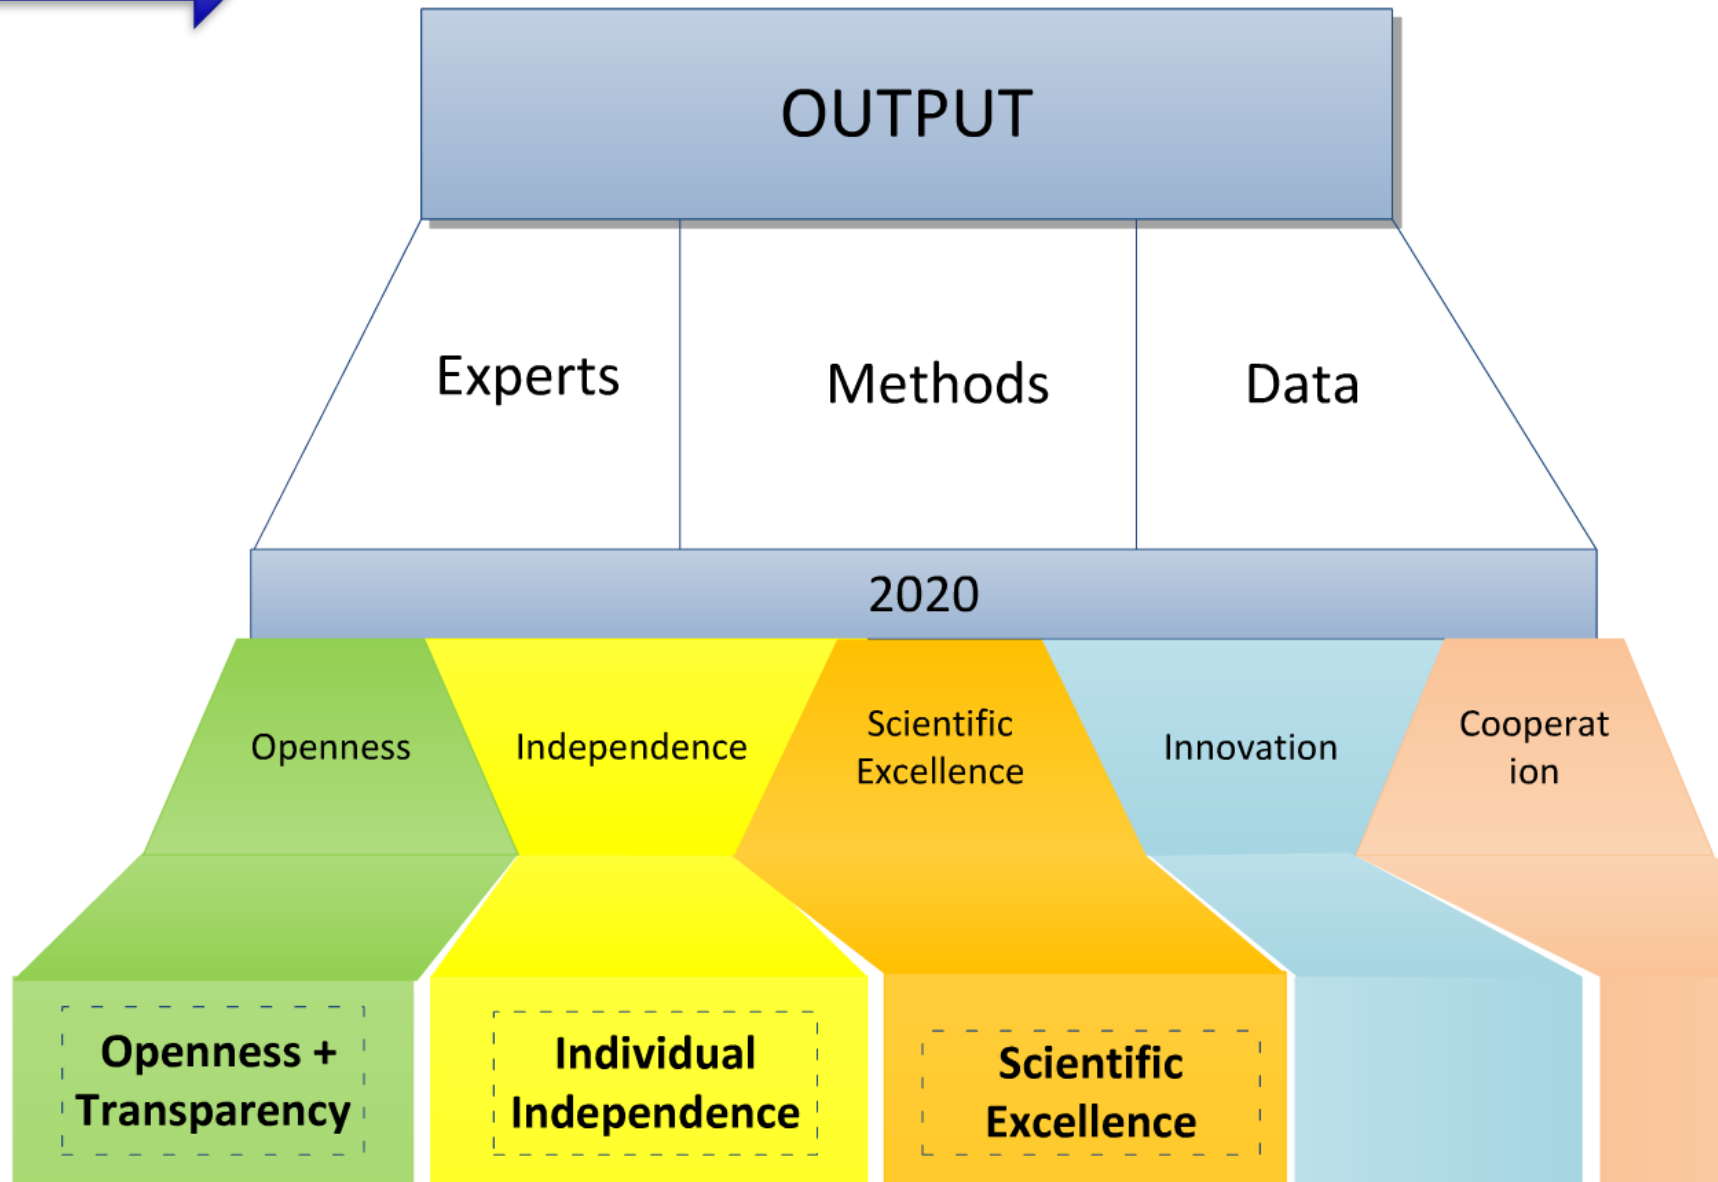 OUTPUT
Experts
Methods
Data
2020
Openness
Independence
Scientific
Excellence
Innovation
Cooperat
ion
Openness +
Transparency
Individual
Independence
Scientific
Excellence